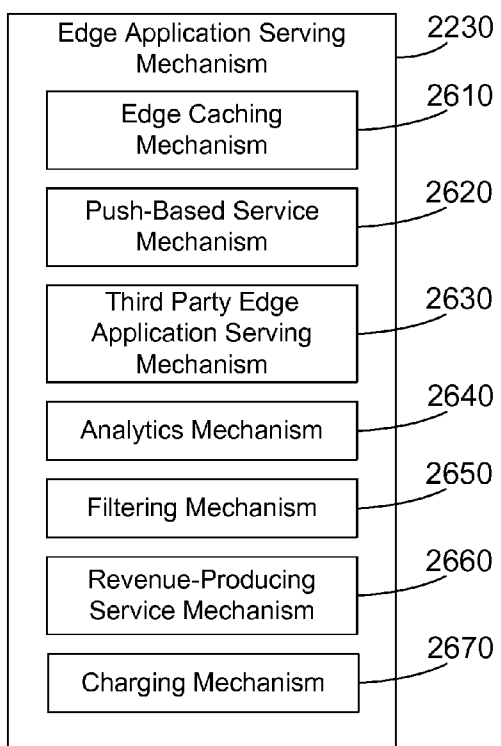 Edge Application Serving
Mechanism
2230
Edge Caching
Mechanism
2610
Push-Based Service
Mechanism
2620
Third Party Edge
Application Serving
Mechanism
2630
Analytics Mechanism
2640
Filtering Mechanism
2650
Revenue-Producing
Service Mechanism
2660
Charging Mechanism
2670